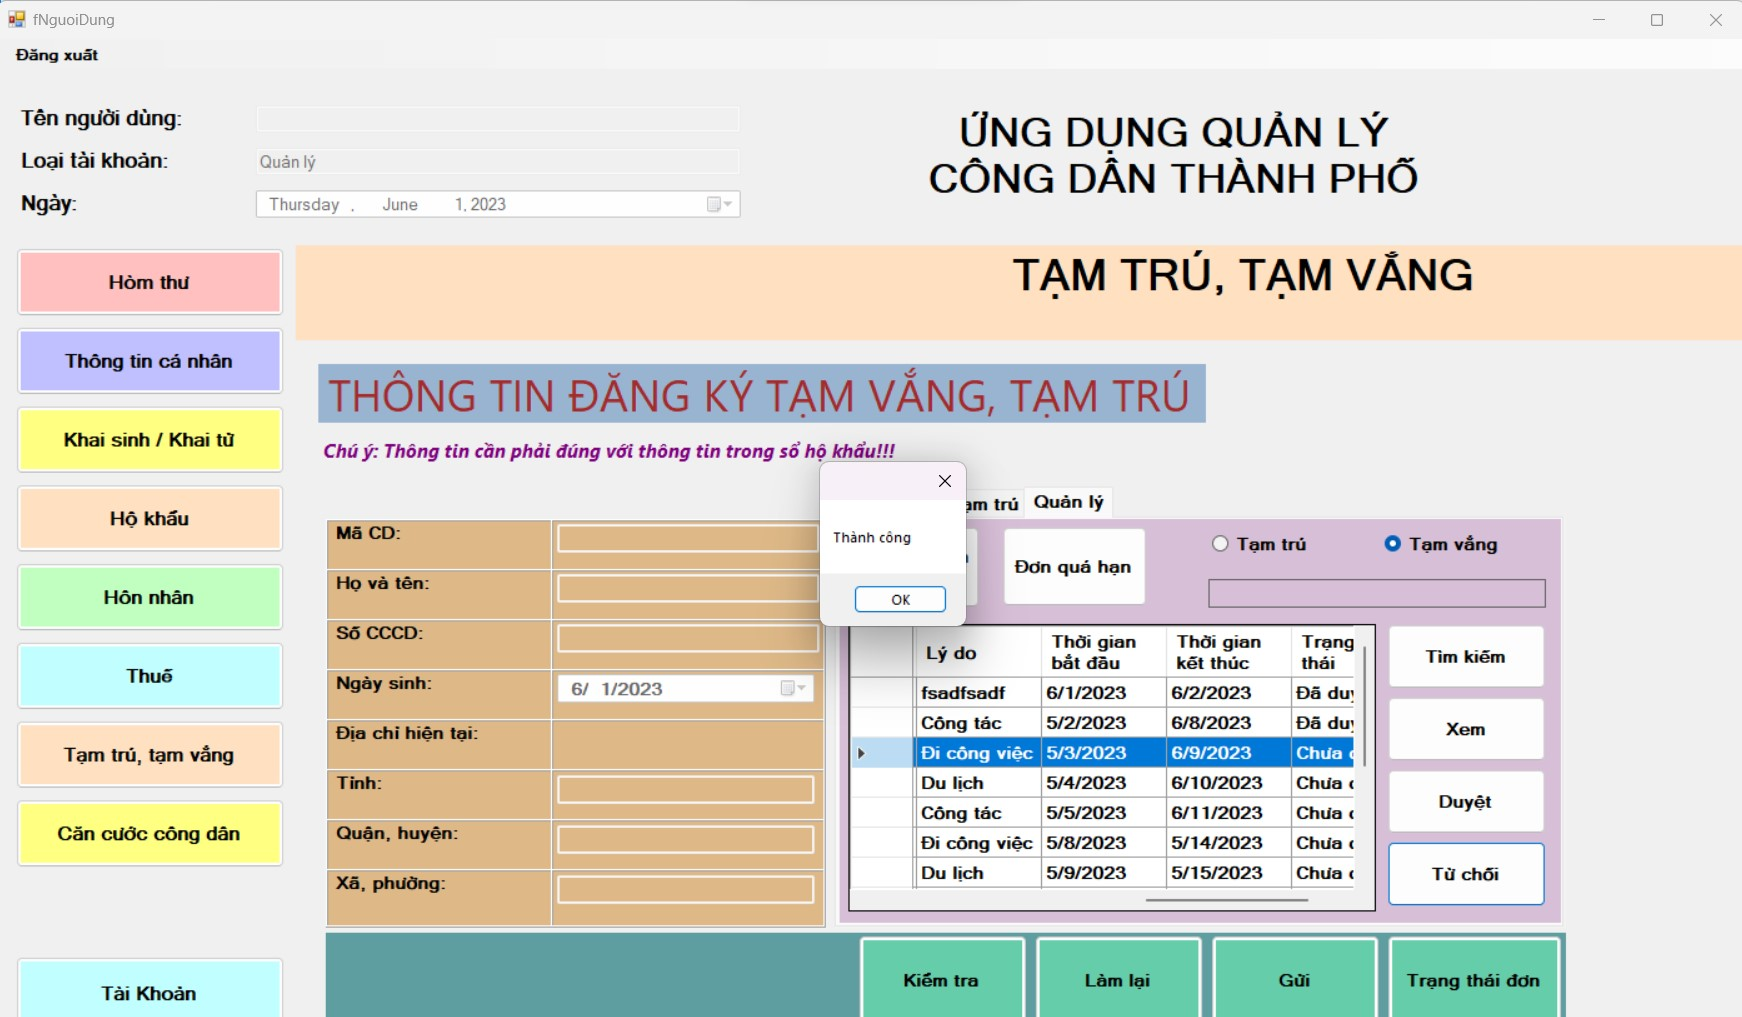 fNguoiDung
Đăng xuất
Tên người dùng:
Loại tài khoản:
Quản lý
Ngày:
Thursday , June 1, 2023
ỨNG DỤNG QUẢN LÝ
CÔNG DÂN THÀNH PHỐ
TẠM TRÚ, TẠM VẮNG
Hòm thư
Thông tin cá nhân
Khai sinh / Khai tử
Hộ khẩu
Hôn nhân
Thuế
Tạm trú, tạm vắng
Căn cước công dân
Tài Khoản
THÔNG TIN ĐĂNG KÝ TẠM VẮNG, TẠM TRÚ
Chú ý: Thông tin cần phải đúng với thông tin trong sổ hộ khẩu!!!
Mã CD:
Họ và tên:
Số CCCD:
Ngày sinh:
6/ 1/2023
Địa chỉ hiện tại:
Tỉnh:
Quận, huyện:
Xã, phường:
Thành công
OK
trú
Quản lý
Đơn quá hạn
Tạm trú
Tạm vắng
Lý do
Thời gian bắt đầu
Thời gian kết thúc
Trạng thái
fsadfsadf 6/1/2023 6/2/2023 Đã
Công tác 5/2/2023 6/8/2023 Đã
Đi công việc 5/3/2023 6/9/2023 Chưa
Du lịch 5/4/2023 6/10/2023 Chưa
Công tác 5/5/2023 6/11/2023 Chưa
Đi công việc 5/8/2023 5/14/2023 Chưa
Du lịch 5/9/2023 5/15/2023 Chưa
Tìm kiếm
Xem
Duyệt
Từ chối
Kiểm tra
Làm lại
Gửi
Trạng thái đơn